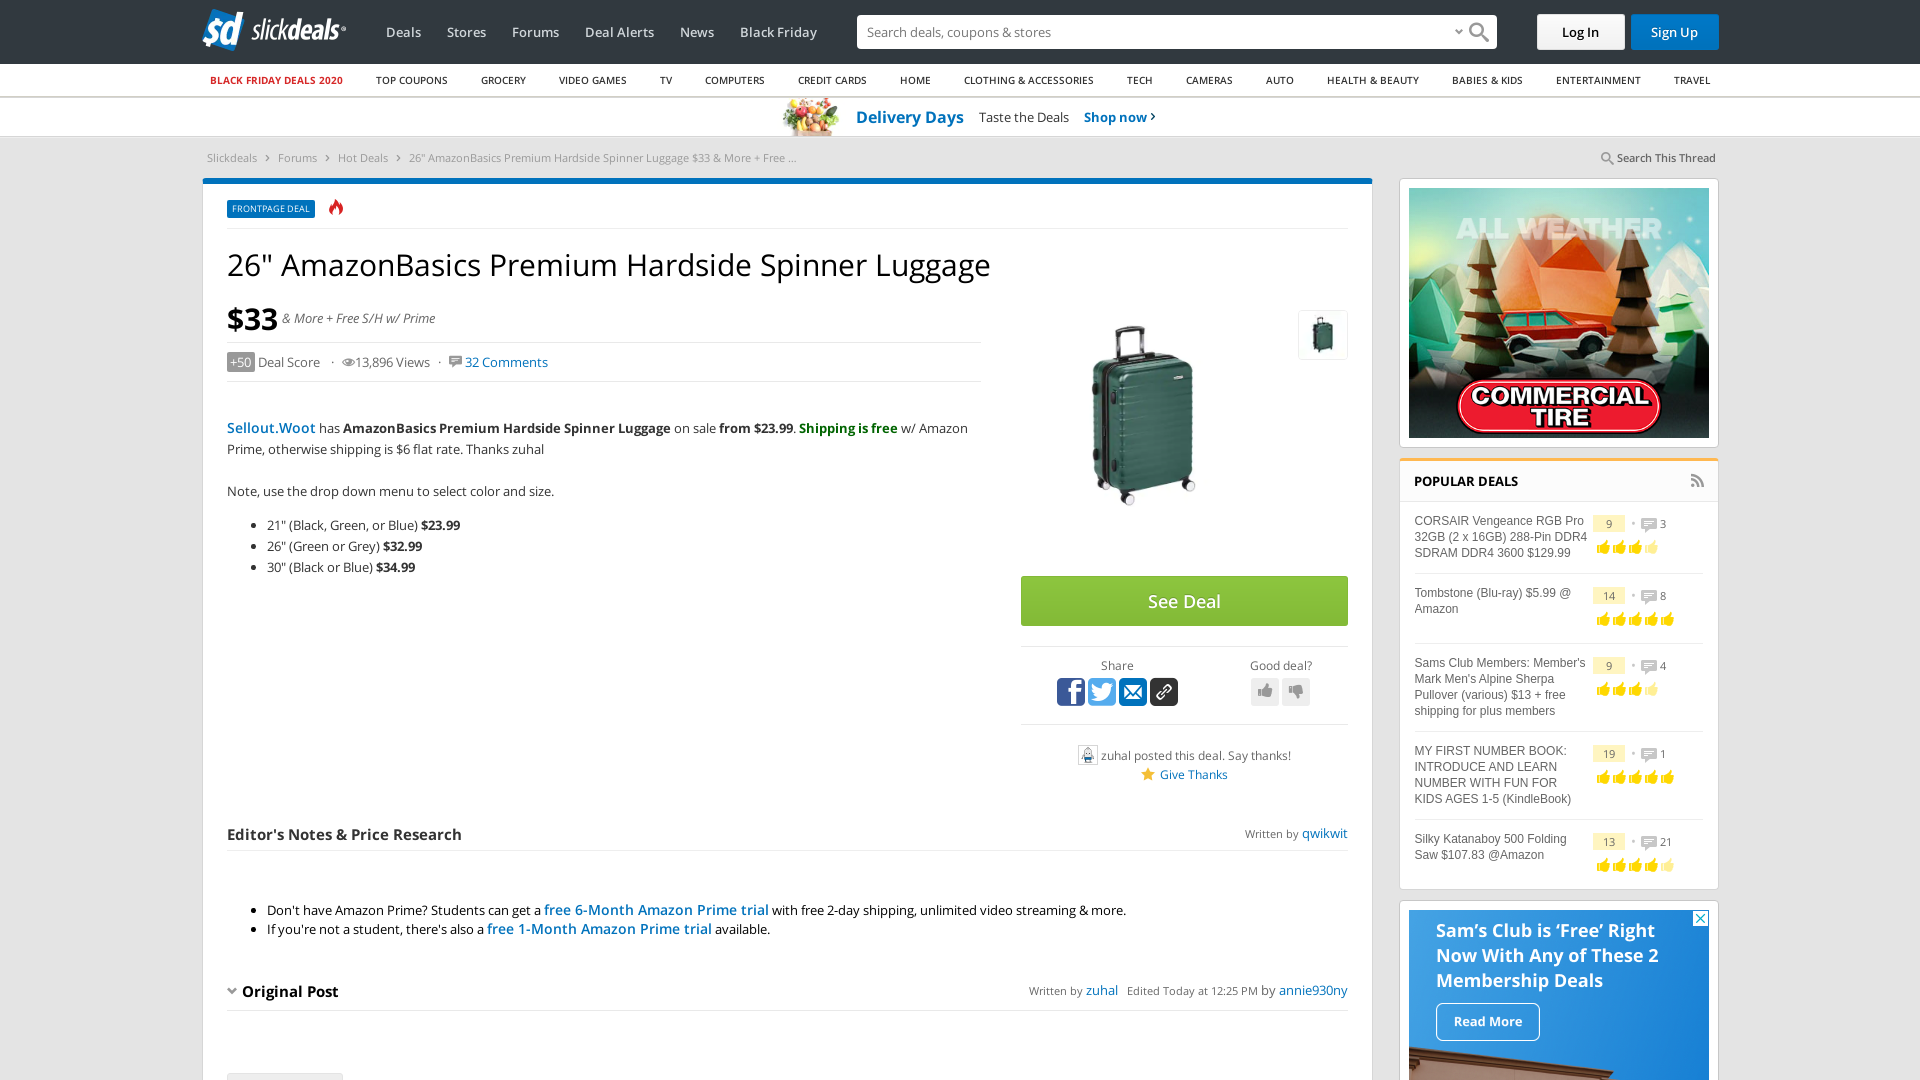 slickdeals
Deals
Stores
Forums
Deal Alerts
News
Black Friday
Search deals, coupons & stores
Log In
Sign Up
BLACK FRIDAY DEALS 2020
TOP COUPONS
GROCERY
VIDEO GAMES
TV
COMPUTERS
CREDIT CARDS
HOME
CLOTHING & ACCESSORIES
TECH
CAMERAS
AUTO
HEALTH & BEAUTY
BABIES & KIDS
ENTERTAINMENT
TRAVEL
Delivery Days Taste the Deals Shop now ›
Slickdeals › Forums › Hot Deals › 26" AmazonBasics Premium Hardside Spinner Luggage $33 & More + Free ...
Search This Thread
FRONTPAGE DEAL
26" AmazonBasics Premium Hardside Spinner Luggage
$33 & More + Free S/H w/ Prime
+50 Deal Score · 13,896 Views · 32 Comments
Sellout.Woot has AmazonBasics Premium Hardside Spinner Luggage on sale from $23.99. Shipping is free w/ Amazon
Prime, otherwise shipping is $6 flat rate. Thanks zuhal
Note, use the drop down menu to select color and size.
• 21" (Black, Green, or Blue) $23.99
• 26" (Green or Grey) $32.99
• 30" (Black or Blue) $34.99
See Deal
Share
Good deal?
zuhal posted this deal. Say thanks!
Give Thanks
Editor's Notes & Price Research
Written by qwikwit
• Don't have Amazon Prime? Students can get a free 6-Month Amazon Prime trial with free 2-day shipping, unlimited video streaming & more.
• If you're not a student, there's also a free 1-Month Amazon Prime trial available.
Original Post
Written by zuhal Edited Today at 12:25 PM by annie930ny
ALL WEATHER
COMMERCIAL
TIRE
POPULAR DEALS
CORSAIR Vengeance RGB Pro
32GB (2 x 16GB) 288-Pin DDR4
SDRAM DDR4 3600 $129.99
9 • 3
Tombstone (Blu-ray) $5.99 @
Amazon
14 • 8
Sams Club Members: Member's
Mark Men's Alpine Sherpa
Pullover (various) $13 + free
shipping for plus members
9 • 4
MY FIRST NUMBER BOOK:
INTRODUCE AND LEARN
NUMBER WITH FUN FOR
KIDS AGES 1-5 (KindleBook)
19 • 1
Silky Katanaboy 500 Folding
Saw $107.83 @Amazon
13 • 21
Sam's Club is 'Free' Right
Now With Any of These 2
Membership Deals
Read More